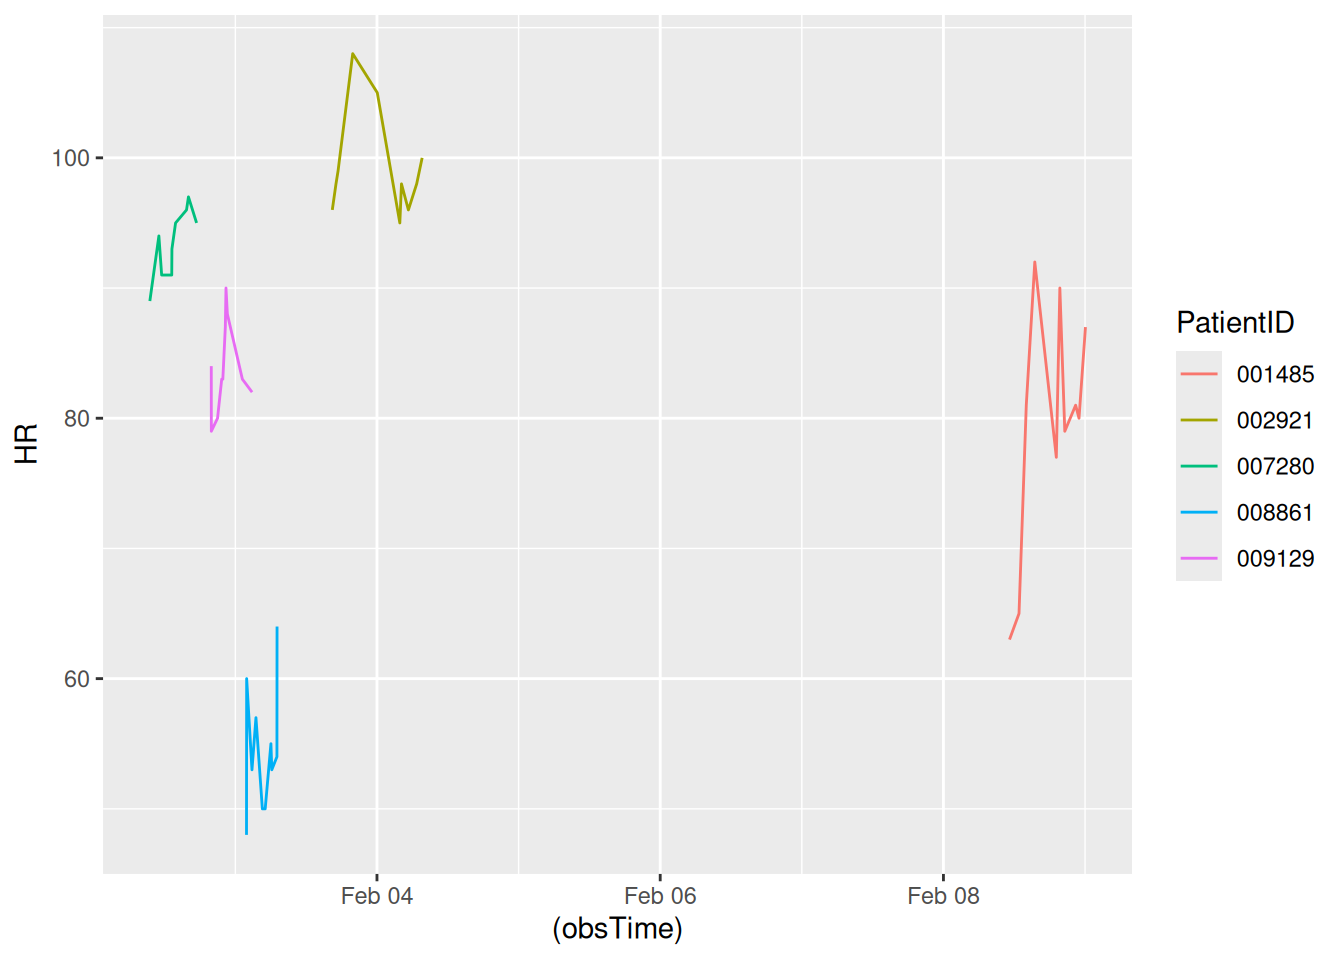 100
80
60
HR
Feb 04
Feb 06
Feb 08
(obsTime)
PatientID
001485
002921
007280
008861
009129